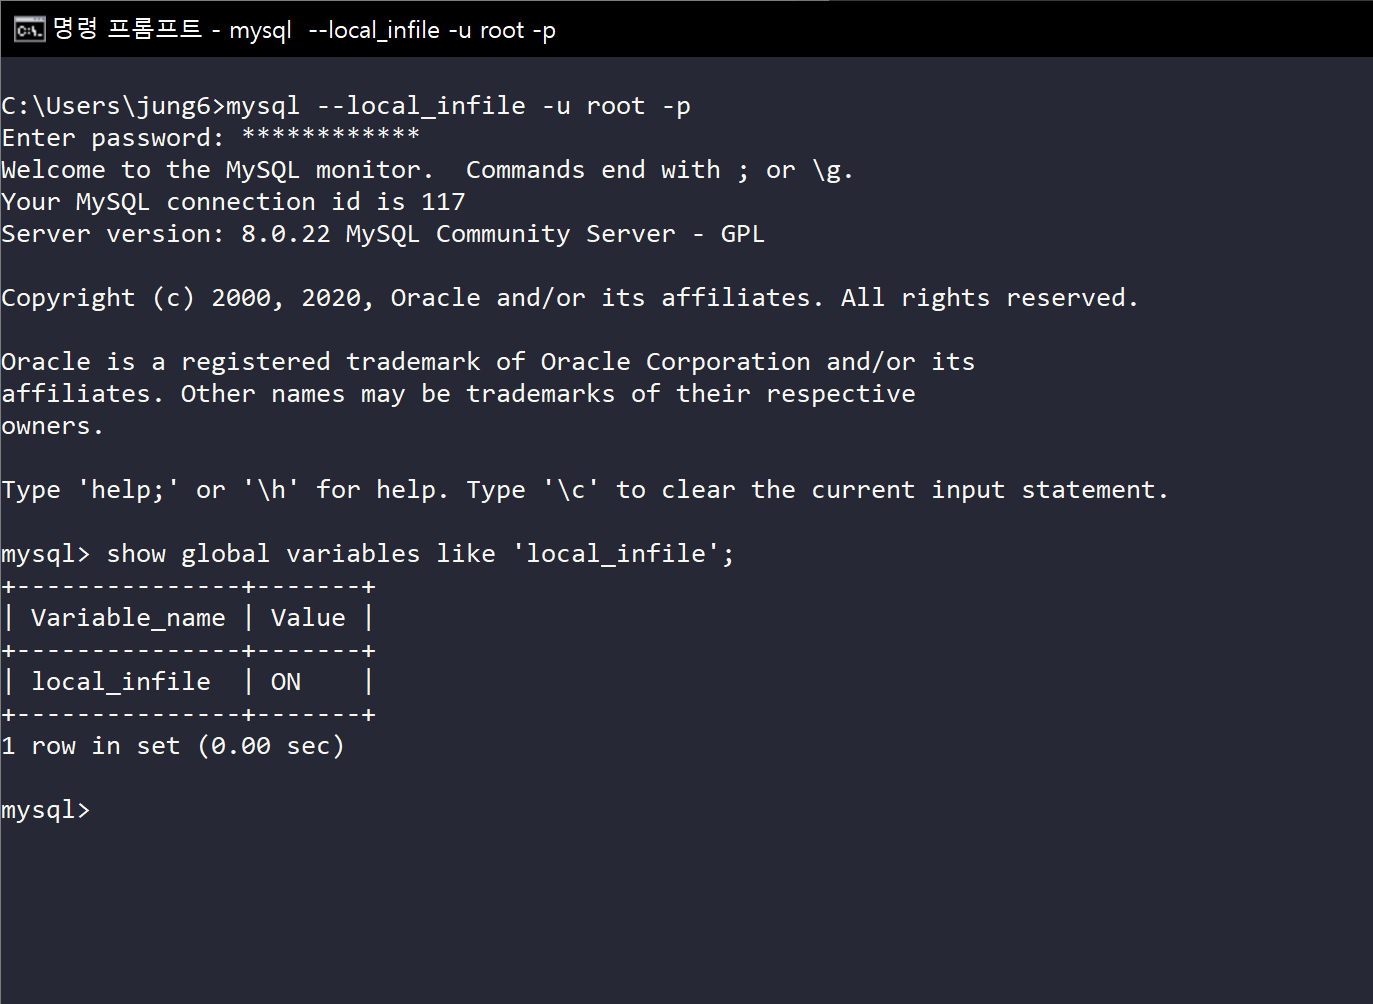 명령 프롬프트 - mysql  --local_infile -u root -p
C:\Users\jung6>mysql --local_infile -u root -p
Enter password: ************
Welcome to the MySQL monitor.  Commands end with ; or \g.
Your MySQL connection id is 117
Server version: 8.0.22 MySQL Community Server - GPL
Copyright (c) 2000, 2020, Oracle and/or its affiliates. All rights reserved.
Oracle is a registered trademark of Oracle Corporation and/or its
affiliates. Other names may be trademarks of their respective
owners.
Type 'help;' or '\h' for help. Type '\c' to clear the current input statement.
mysql> show global variables like 'local_infile';
+---------------+-------+
| Variable_name | Value |
+---------------+-------+
| local_infile  | ON    |
+---------------+-------+
1 row in set (0.00 sec)
mysql>